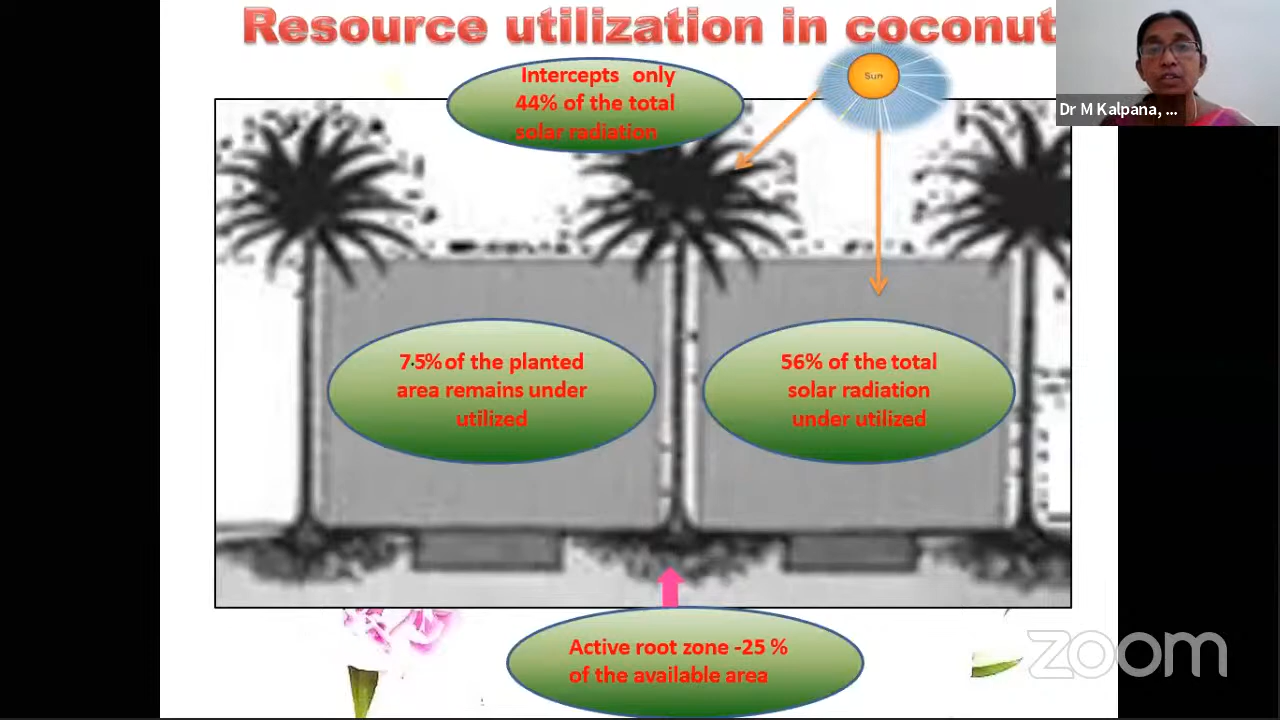 Resource utilization in coconut
Intercepts only
44% of the total
solar radiation
Sun
Dr M Kalpana, ...
75% of the planted
area remains under
utilized
56% of the total
solar radiation
under utilized
Active root zone -25 %
of the available area
zoom